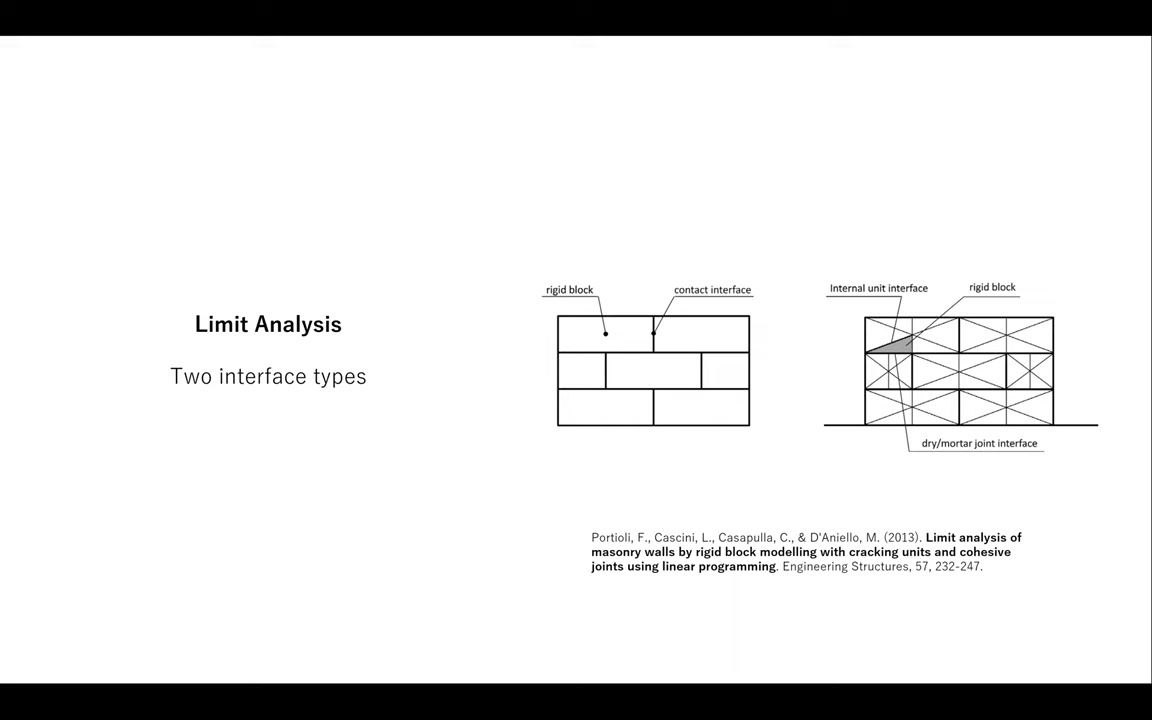 Limit Analysis
Two interface types
rigid block
contact interface
Internal unit interface
rigid block
dry/mortar joint interface
Portioli, F., Cascini, L., Casapulla, C., & D'Aniello, M. (2013). Limit analysis of
masonry walls by rigid block modelling with cracking units and cohesive
joints using linear programming. Engineering Structures, 57, 232-247.